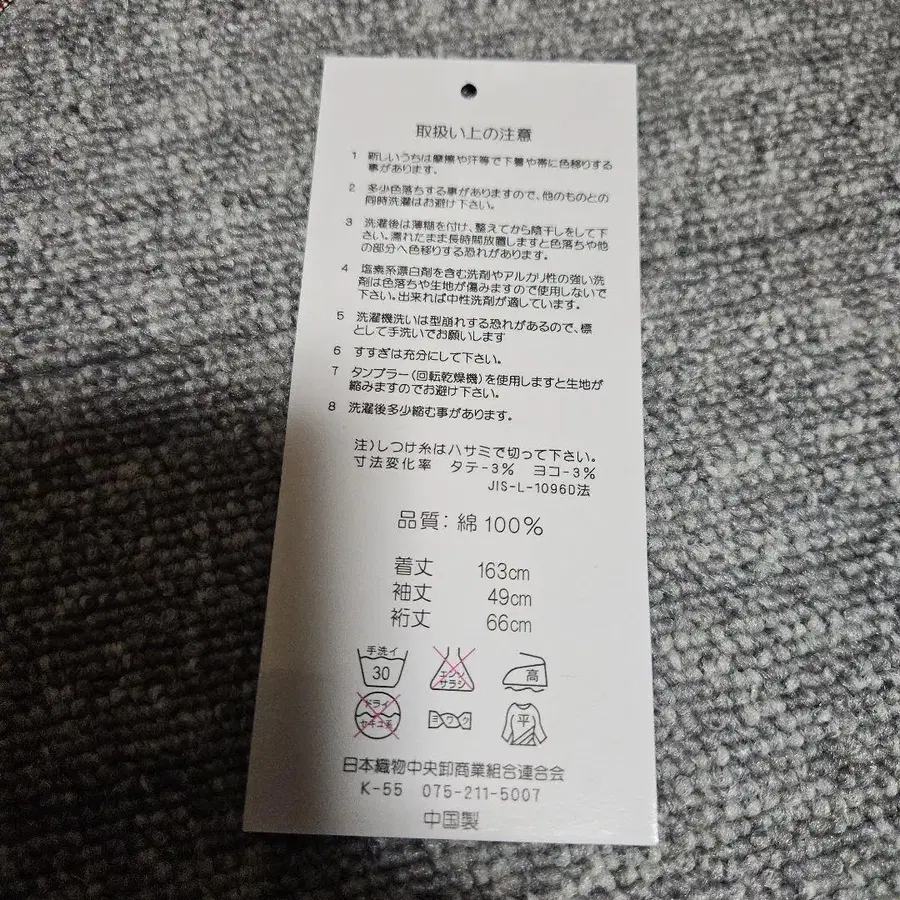 取扱い上の注意
1 新しいうちは摩擦や汗等で下着や帯に色移りする
事があります。
2 多少色落ちする事がありますので、他のものとの
同時洗濯はお避け下さい。
3 洗濯後は薄糊を付け、整えてから陰干しをして下
さい。濡れたまま長時間放置しますと色落ちや他
の部分へ色移りする恐れがあります。
4 塩素系漂白剤を含む洗剤やアルカリ性の強い洗
剤は色落ちや生地が傷みますので使用しないで
下さい。出来れば中性洗剤が適しています。
5 洗濯機洗いは型崩れする恐れがあるので、標
として手洗いでお願いします
6 すすぎは充分にして下さい。
7 タンブラー(回転乾燥機)を使用しますと生地が
縮みますのでお避け下さい。
8 洗濯後多少縮む事があります。
注)しつけ糸はハサミで切って下さい。
寸法変化率 タテ-3% ヨコ-3%
JIS-L-1096D法
品質: 綿 100%
着丈 163cm
袖丈 49cm
裄丈 66cm
手洗イ
30
エンソ
サラシ
高
ドライ
セキユ系
ヨワク
平
日本織物中央卸商業組合連合会
K-55 075-211-5007
中国製